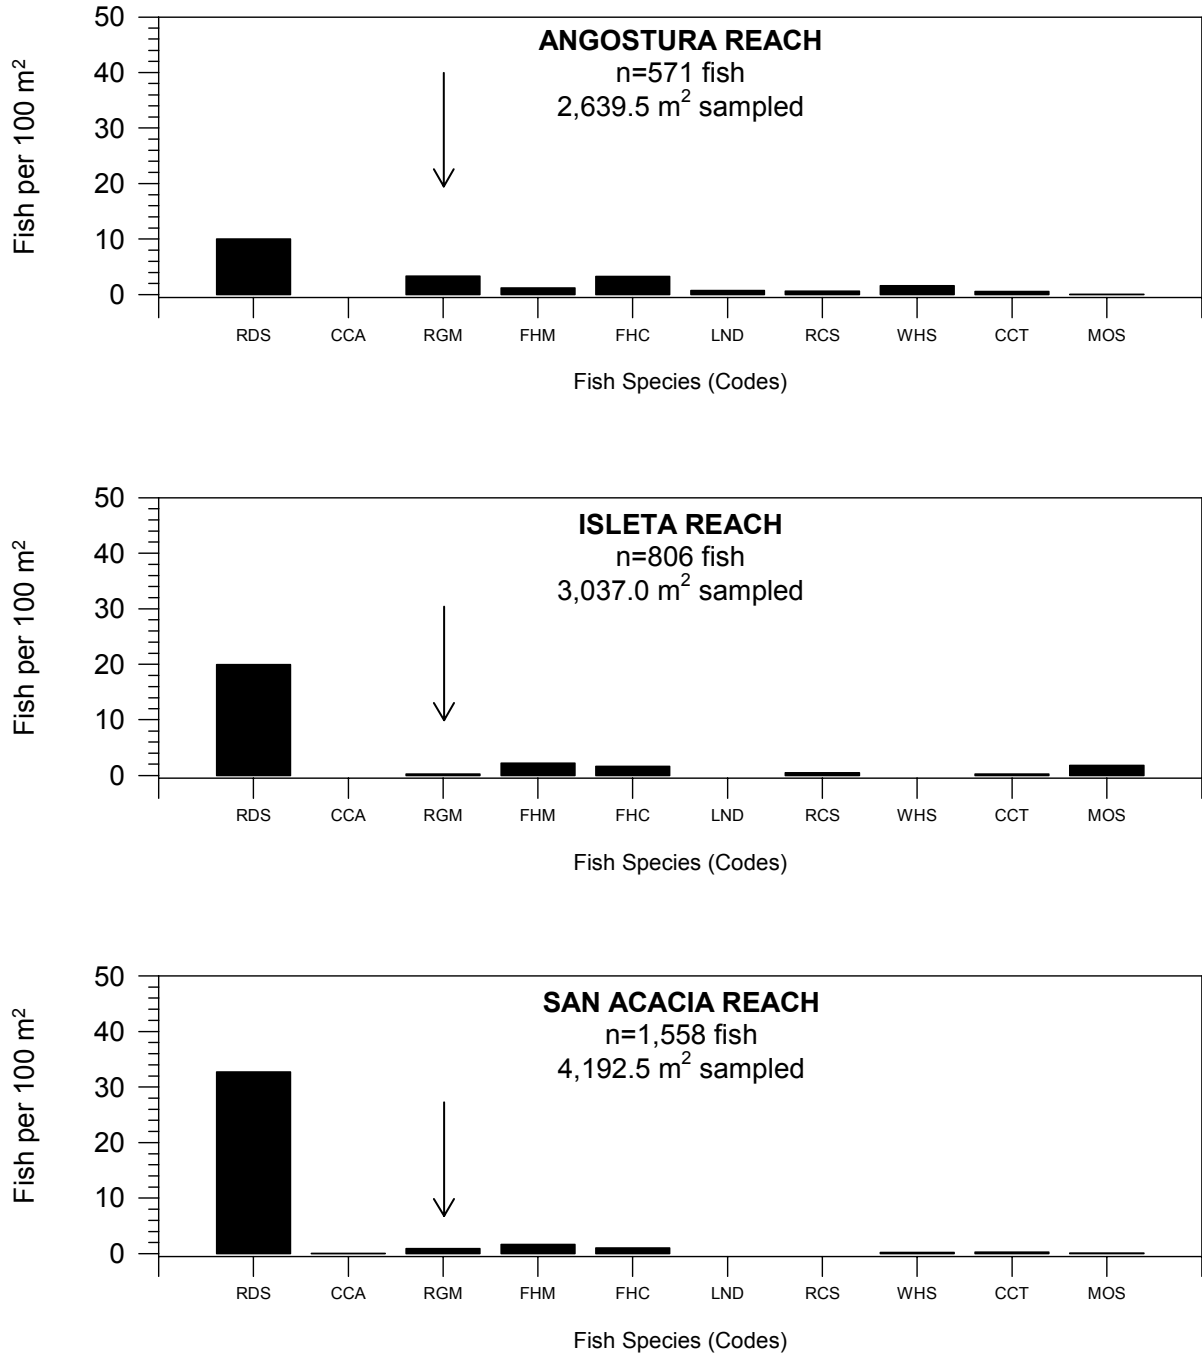 50
40
30
20
10
0
Fish per 100 m²
ANGOSTURA REACH
n=571 fish
2,639.5 m² sampled
RDS CCA RGM FHM FHC LND RCS WHS CCT MOS
Fish Species (Codes)
50
40
30
20
10
0
Fish per 100 m²
ISLETA REACH
n=806 fish
3,037.0 m² sampled
RDS CCA RGM FHM FHC LND RCS WHS CCT MOS
Fish Species (Codes)
50
40
30
20
10
0
Fish per 100 m²
SAN ACACIA REACH
n=1,558 fish
4,192.5 m² sampled
RDS CCA RGM FHM FHC LND RCS WHS CCT MOS
Fish Species (Codes)